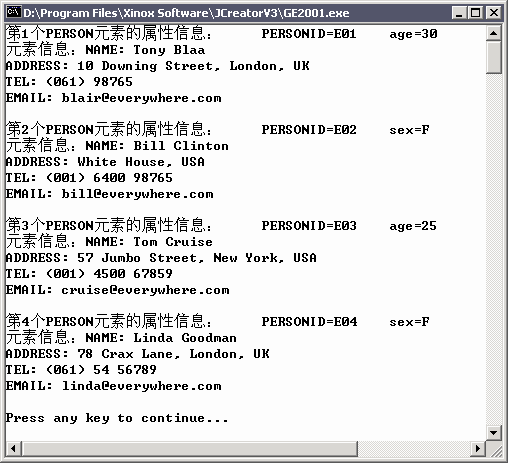 D:\Program Files\Xinox Software\JCreatorV3\GE2001.exe
第1个PERSON元素的属性信息： PERSONID=E01 age=30
元素信息：NAME: Tony Blaa
ADDRESS: 10 Downing Street, London, UK
TEL: (061) 98765
EMAIL: blair@everywhere.com
第2个PERSON元素的属性信息： PERSONID=E02 sex=F
元素信息：NAME: Bill Clinton
ADDRESS: White House, USA
TEL: (001) 6400 98765
EMAIL: bill@everywhere.com
第3个PERSON元素的属性信息： PERSONID=E03 age=25
元素信息：NAME: Tom Cruise
ADDRESS: 57 Jumbo Street, New York, USA
TEL: (001) 4500 67859
EMAIL: cruise@everywhere.com
第4个PERSON元素的属性信息： PERSONID=E04 sex=F
元素信息：NAME: Linda Goodman
ADDRESS: 78 Crax Lane, London, UK
TEL: (061) 54 56789
EMAIL: linda@everywhere.com
Press any key to continue...